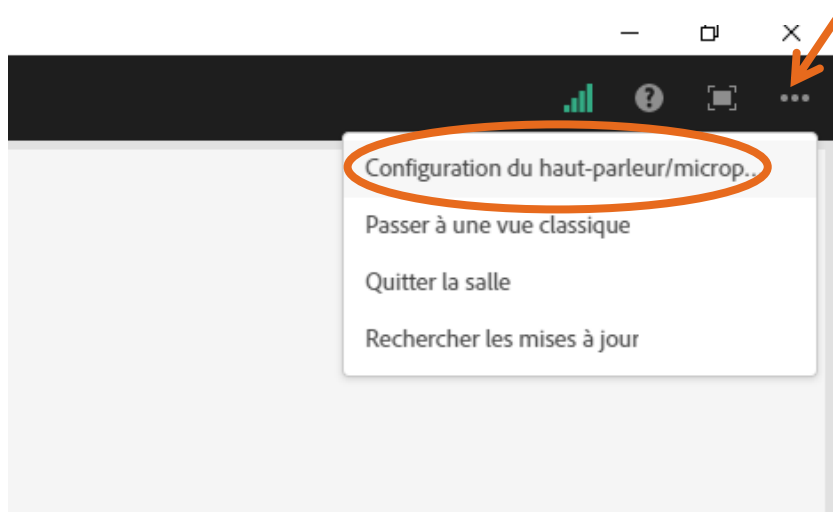 Configuration du haut-parleur/microp..
Passer à une vue classique
Quitter la salle
Rechercher les mises à jour